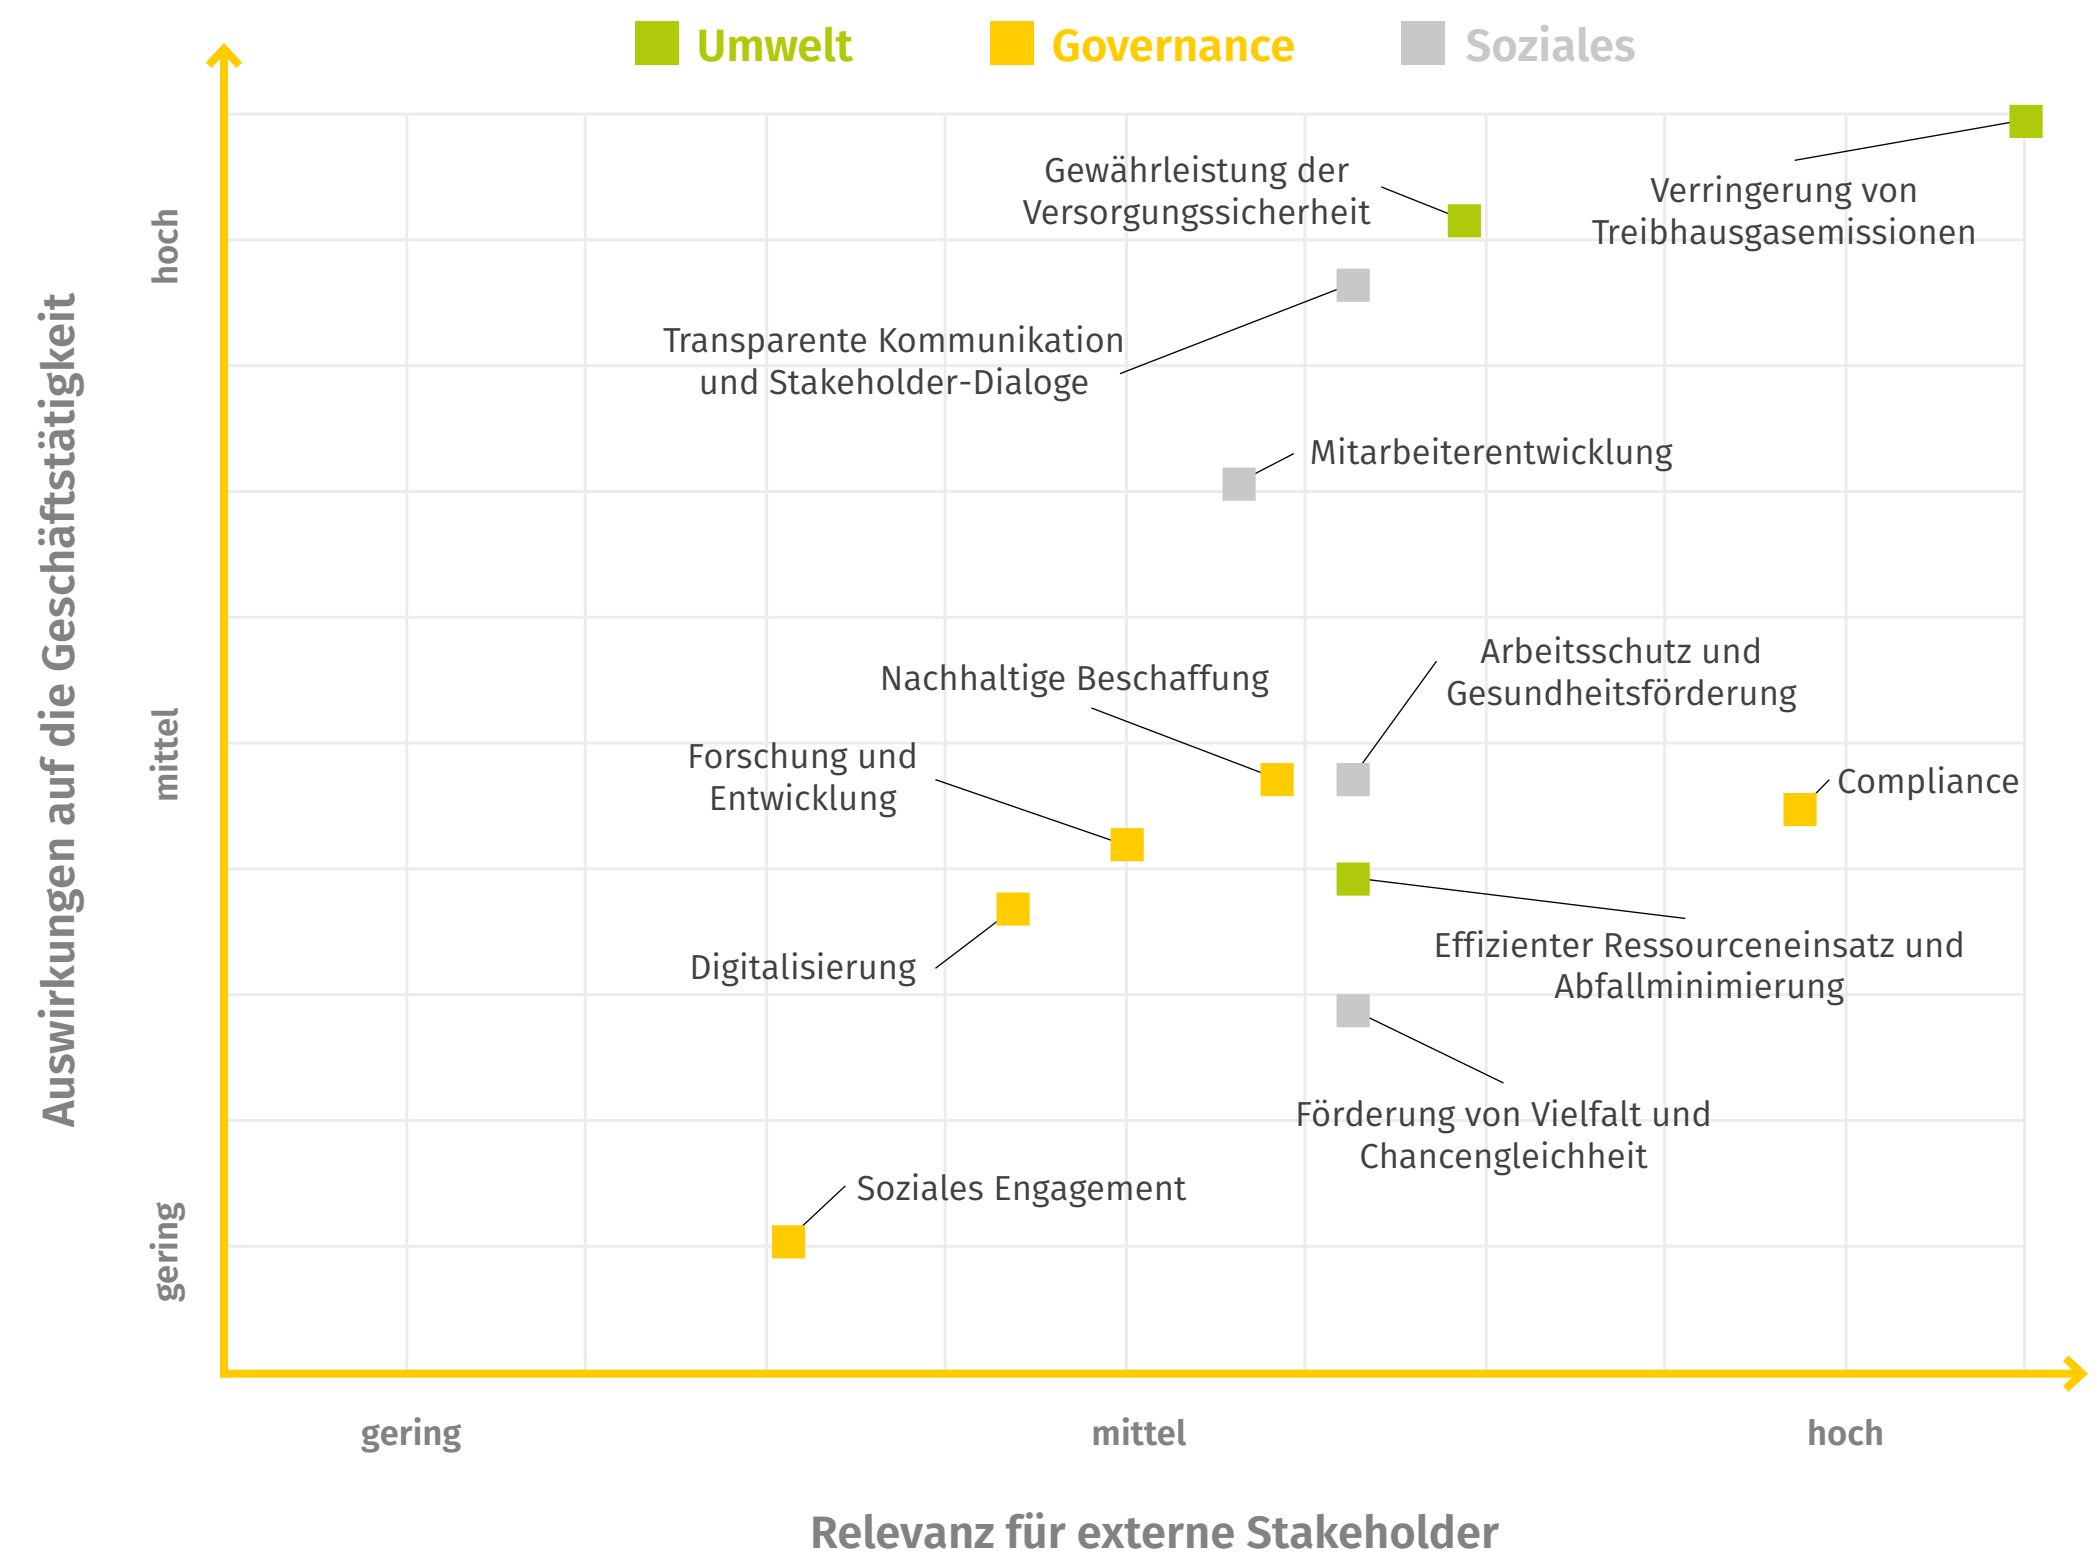 Umwelt
Governance
Soziales
Auswirkungen auf die Geschäftstätigkeit
hoch
mittel
gering
Gewährleistung der
Versorgungssicherheit
Verringerung von
Treibhausgasemissionen
Transparente Kommunikation
und Stakeholder-Dialoge
Mitarbeiterentwicklung
Arbeitsschutz und
Gesundheitsförderung
Nachhaltige Beschaffung
Forschung und
Entwicklung
Compliance
Digitalisierung
Effizienter Ressourceneinsatz und
Abfallminimierung
Förderung von Vielfalt und
Chancengleichheit
Soziales Engagement
gering
mittel
hoch
Relevanz für externe Stakeholder